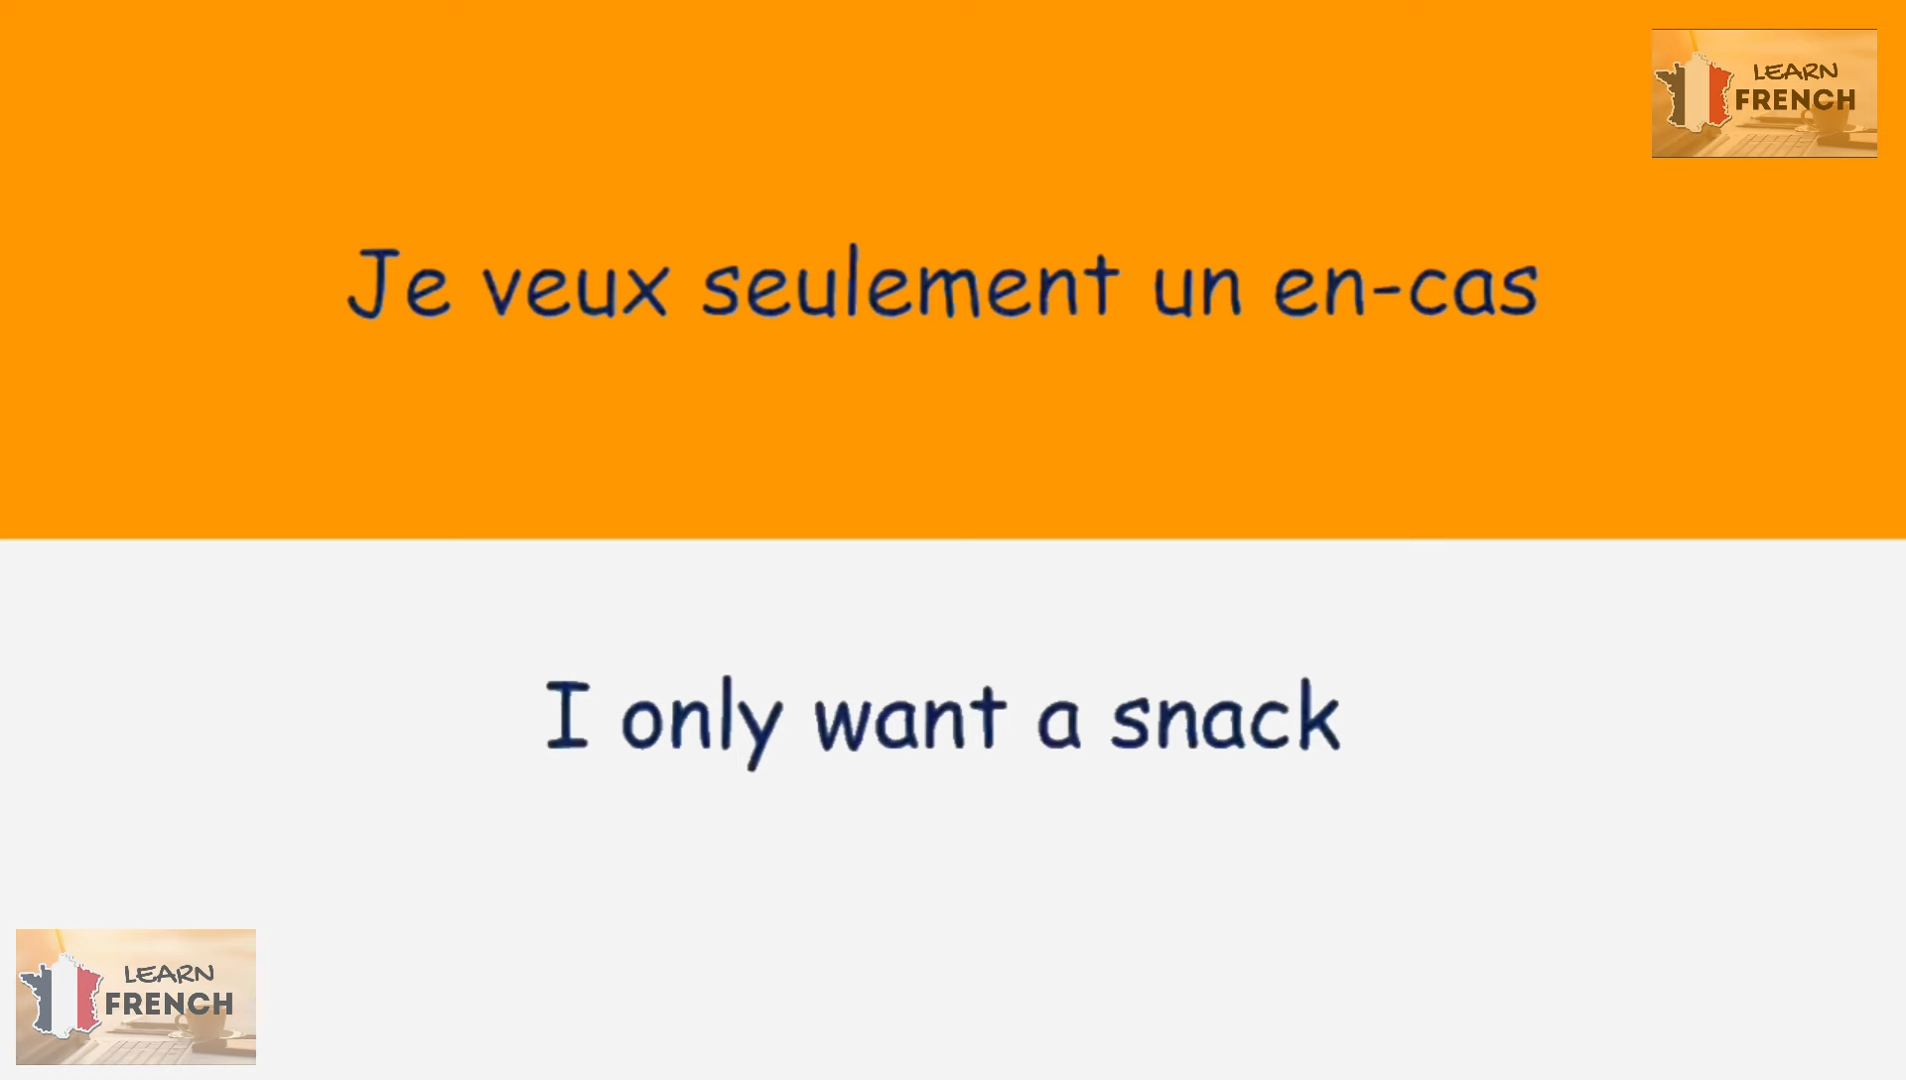 LEARN
FRENCH
Je veux seulement un en-cas
I only want a snack
LEARN
FRENCH